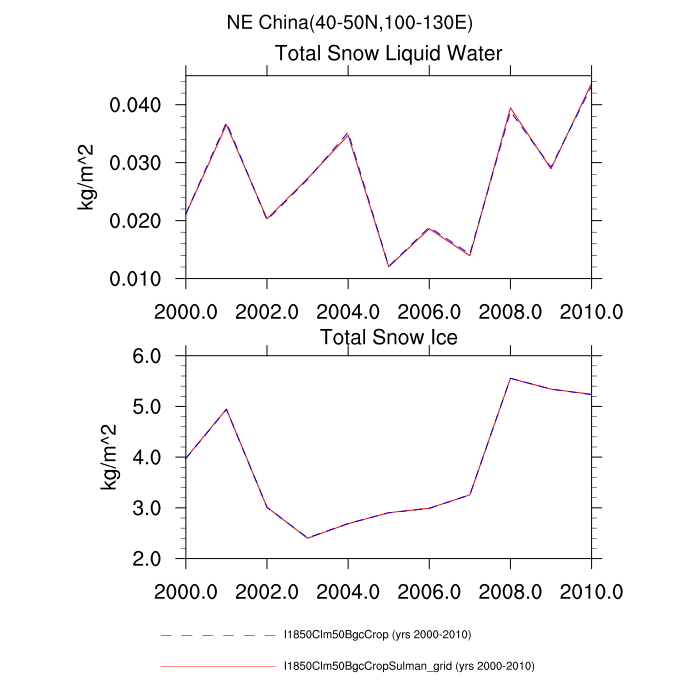 NE China(40-50N,100-130E)
Total Snow Liquid Water
0.040
0.030
0.020
0.010
kg/m^2
2000.0 2002.0 2004.0 2006.0 2008.0 2010.0
Total Snow Ice
6.0
5.0
4.0
3.0
2.0
kg/m^2
2000.0 2002.0 2004.0 2006.0 2008.0 2010.0
I1850Clm50BgcCrop (yrs 2000-2010)
I1850Clm50BgcCropSulman_grid (yrs 2000-2010)